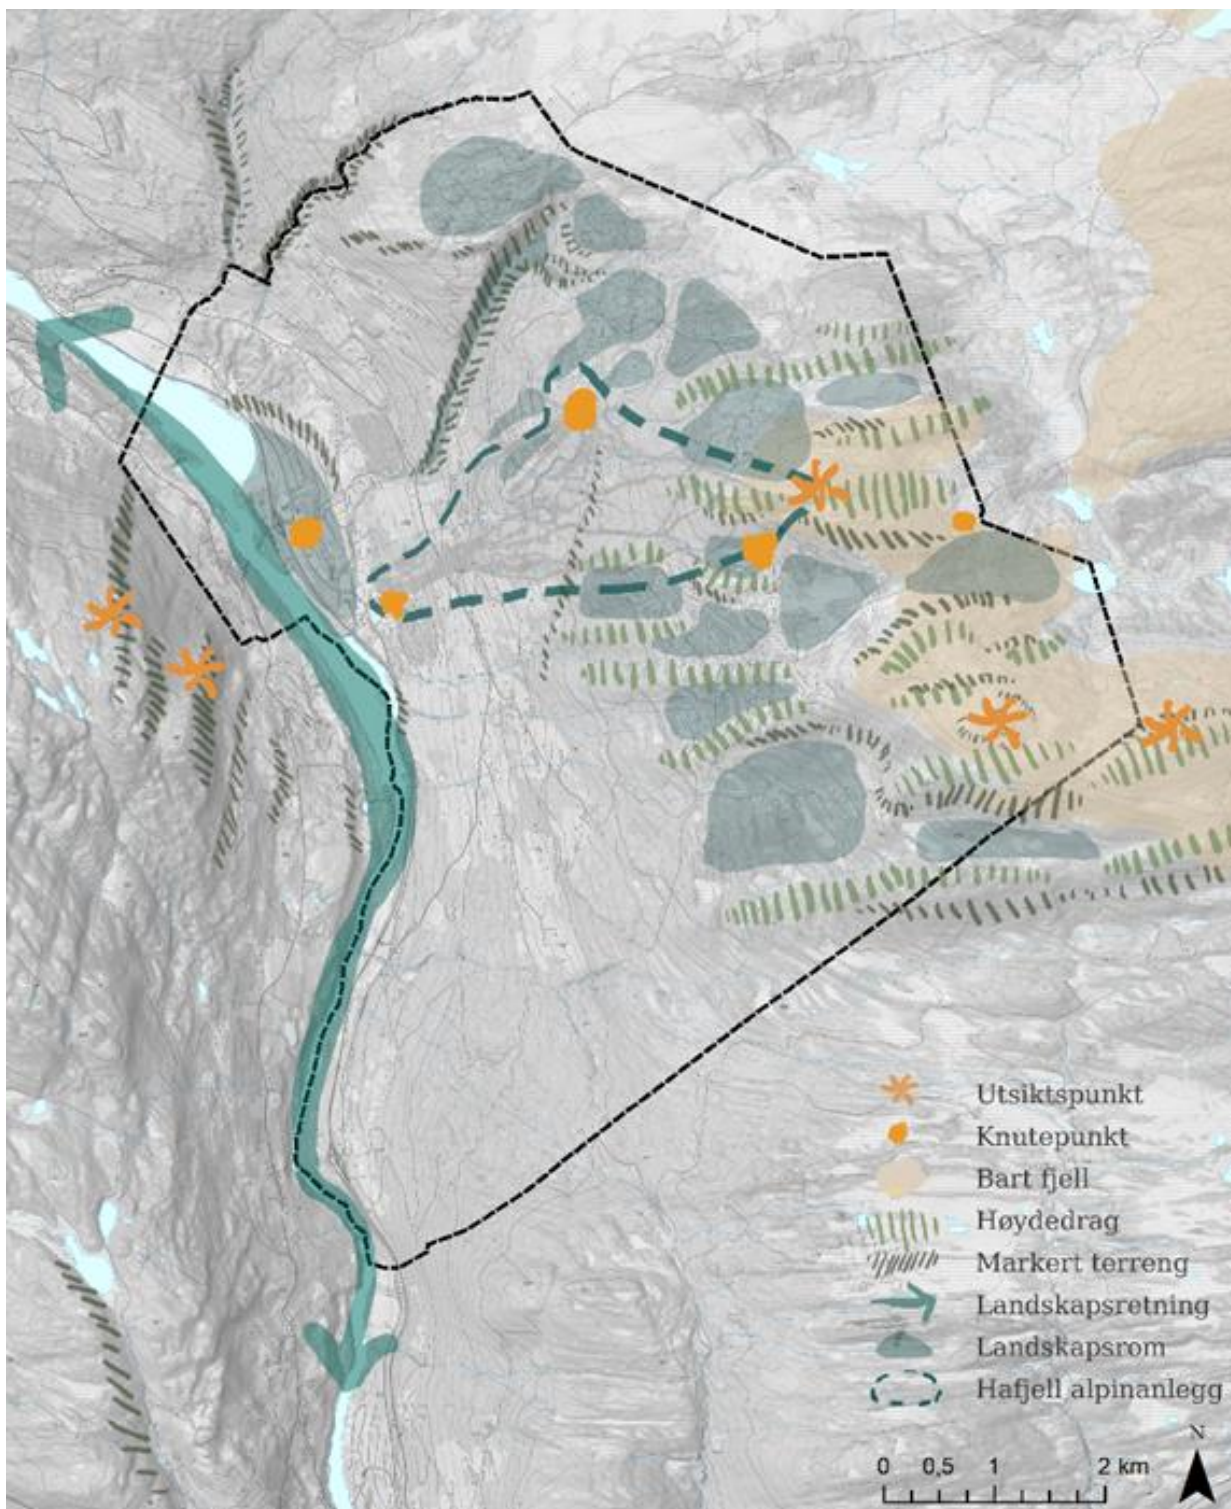 Utsiktspunkt
Knutepunkt
Bart fjell
Høydedrag
Markert terreng
Landskapsretning
Landskapsrom
Hafjell alpinanlegg
N
0 0,5 1 2 km